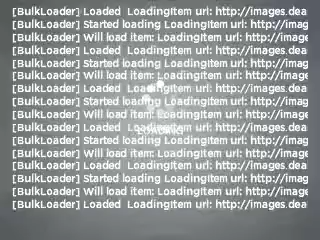 [BulkLoader] Loaded  LoadingItem url: http://images.dea
[BulkLoader] Started loading LoadingItem url: http://imag
[BulkLoader] Will load item: LoadingItem url: http://image
[BulkLoader] Loaded  LoadingItem url: http://images.dea
[BulkLoader] Started loading LoadingItem url: http://imag
[BulkLoader] Will load item: LoadingItem url: http://image
[BulkLoader] Loaded  LoadingItem url: http://images.dea
[BulkLoader] Started loading LoadingItem url: http://imag
[BulkLoader] Will load item: LoadingItem url: http://image
[BulkLoader] Loaded  LoadingItem url: http://images.dea
LOADING
[BulkLoader] Started loading LoadingItem url: http://imag
[BulkLoader] Will load item: LoadingItem url: http://image
[BulkLoader] Loaded  LoadingItem url: http://images.dea
[BulkLoader] Started loading LoadingItem url: http://imag
[BulkLoader] Will load item: LoadingItem url: http://image
[BulkLoader] Loaded  LoadingItem url: http://images.dea